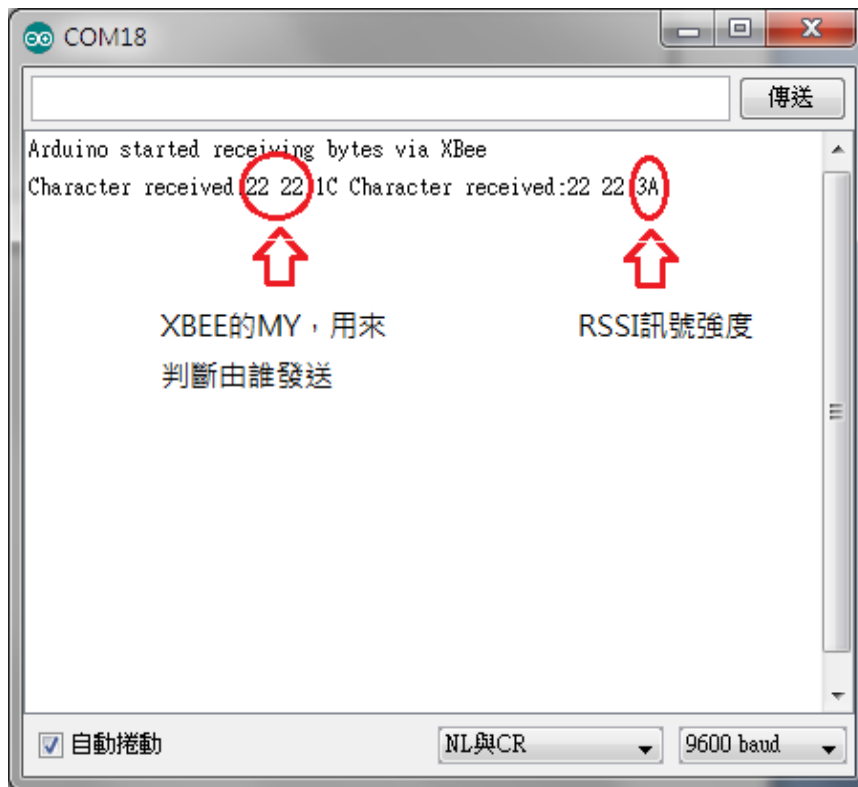 COM18
傳送
Arduino started receiving bytes via XBee
Character received:22 22 1C Character received:22 22 3A
XBEE的MY，用來
判斷由誰發送
RSSI訊號強度
自動捲動
NL與CR
9600 baud